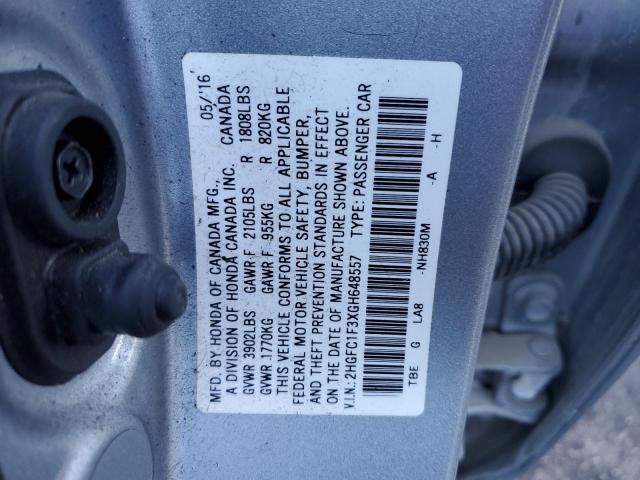 MFD. BY HONDA OF CANADA MFG., 05/'16
A DIVISION OF HONDA CANADA INC. CANADA
GVWR 3902LBS GAWR F 2105LBS R 1808LBS
GVWR 1770KG GAWR F 955KG R 820KG
THIS VEHICLE CONFORMS TO ALL APPLICABLE
FEDERAL MOTOR VEHICLE SAFETY, BUMPER,
AND THEFT PREVENTION STANDARDS IN EFFECT
ON THE DATE OF MANUFACTURE SHOWN ABOVE.
V.I.N.:2HGFC1F3XGH648557 TYPE: PASSENGER CAR
TBE G LA8 -NH830M -A -H